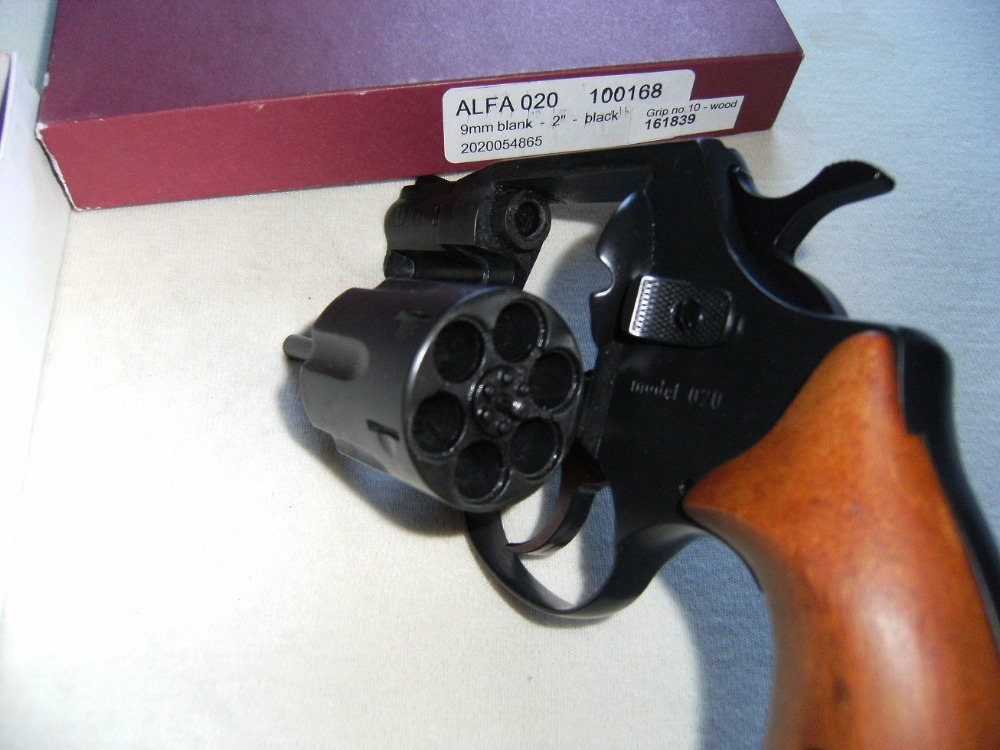 ALFA 020 100168
9mm blank - 2" - black
Grip no.10 - wood
161839
2020054865
model 020